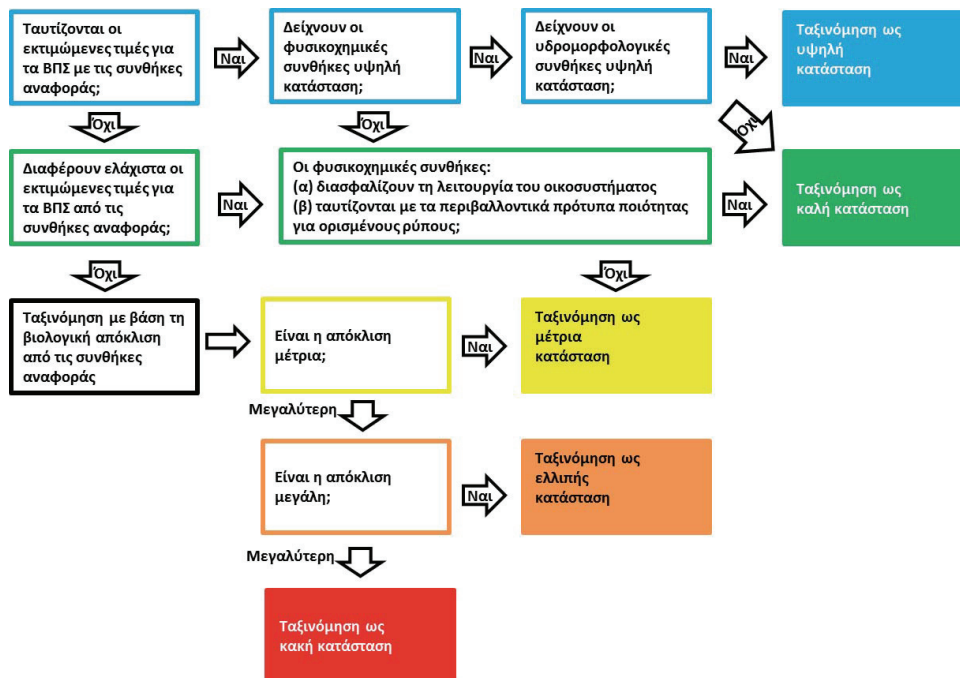 Ταυτίζονται οι
εκτιμώμενες τιμές για
τα ΒΠΣ με τις συνθήκες
αναφοράς;
Ναι
Δείχνουν οι
φυσικοχημικές
συνθήκες υψηλή
κατάσταση;
Ναι
Δείχνουν οι
υδρομορφολογικές
συνθήκες υψηλή
κατάσταση;
Ναι
Ταξινόμηση ως
υψηλή
κατάσταση
Όχι
Όχι
Όχι
Διαφέρουν ελάχιστα οι
εκτιμώμενες τιμές για
τα ΒΠΣ από τις
συνθήκες αναφοράς;
Ναι
Οι φυσικοχημικές συνθήκες:
(α) διασφαλίζουν τη λειτουργία του οικοσυστήματος
(β) ταυτίζονται με τα περιβαλλοντικά πρότυπα ποιότητας
για ορισμένους ρύπους;
Ναι
Ταξινόμηση ως
καλή κατάσταση
Όχι
Όχι
Ταξινόμηση με βάση τη
βιολογική απόκλιση
από τις συνθήκες
αναφοράς
Είναι η απόκλιση
μέτρια;
Ναι
Ταξινόμηση ως
μέτρια
κατάσταση
Μεγαλύτερη
Είναι η απόκλιση
μεγάλη;
Ναι
Ταξινόμηση ως
ελλιπής
κατάσταση
Μεγαλύτερη
Ταξινόμηση ως
κακή κατάσταση